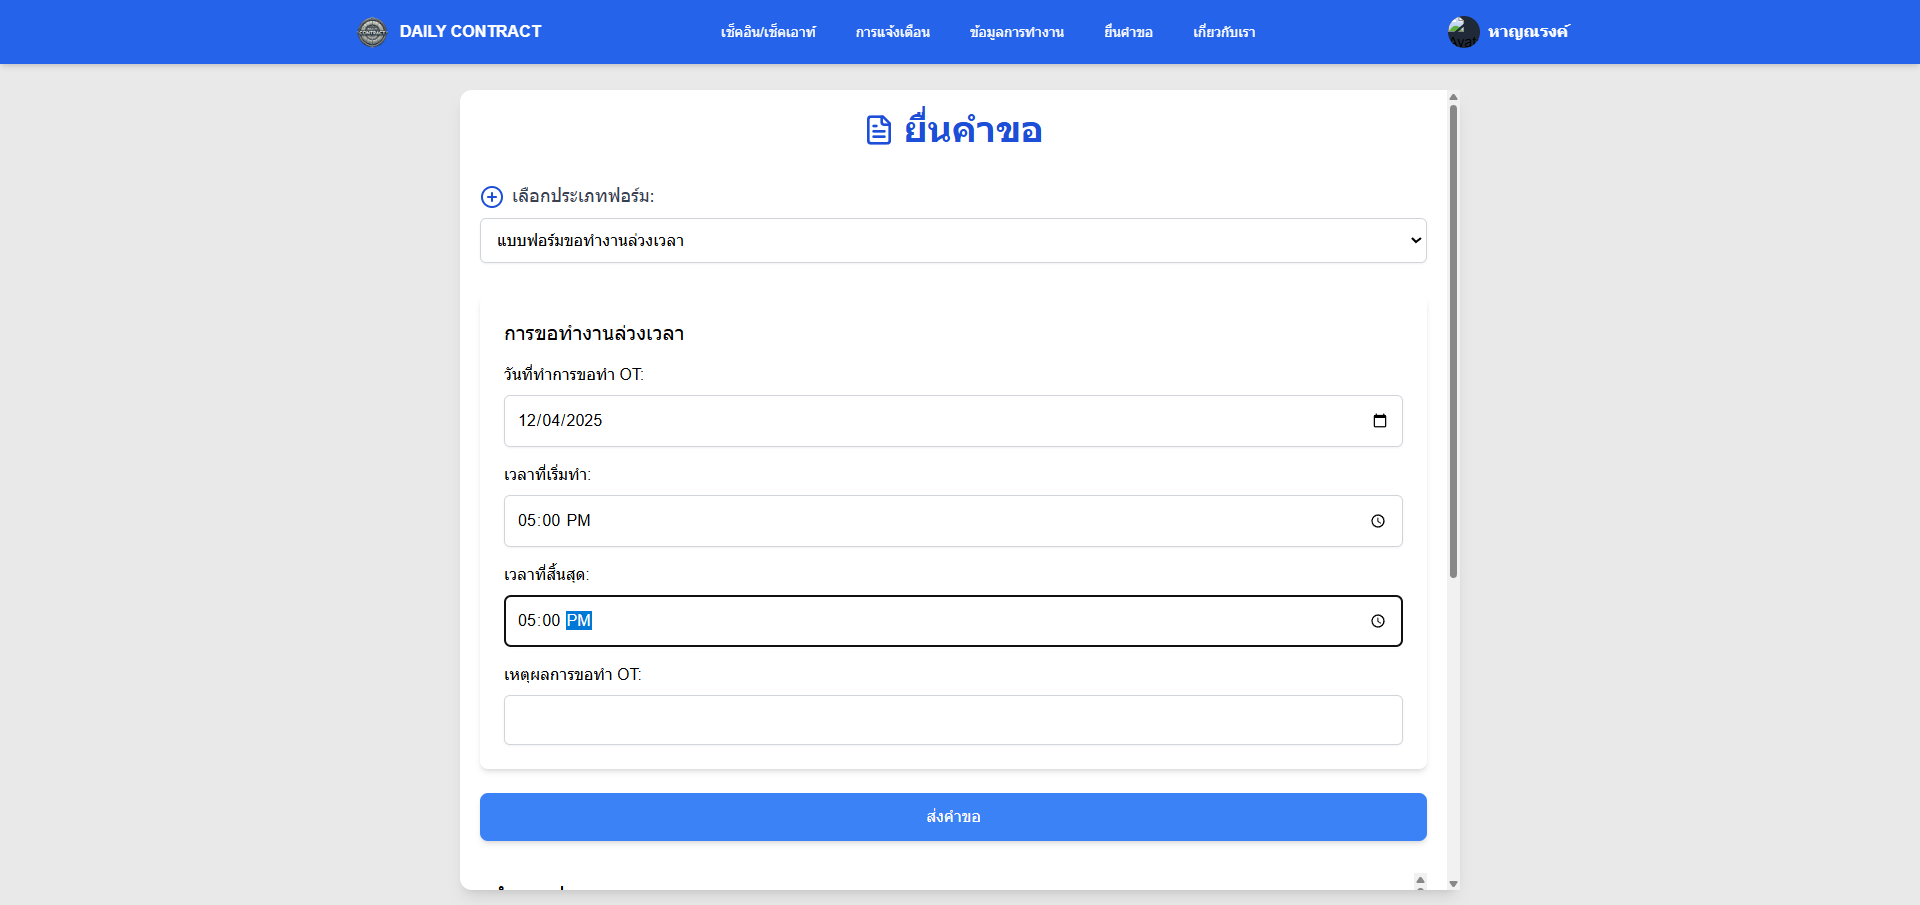 DAILY CONTRACT
เช็คอิน/เช็คเอาท์
การแจ้งเตือน
ข้อมูลการทำงาน
ยื่นคำขอ
เกี่ยวกับเรา
หาญณรงค์
ยื่นคำขอ
เลือกประเภทฟอร์ม:
แบบฟอร์มขอทำงานล่วงเวลา
การขอทำงานล่วงเวลา
วันที่ทำการขอทำ OT:
12/04/2025
เวลาที่เริ่มทำ:
05:00 PM
เวลาที่สิ้นสุด:
05:00 PM
เหตุผลการขอทำ OT:
ส่งคำขอ